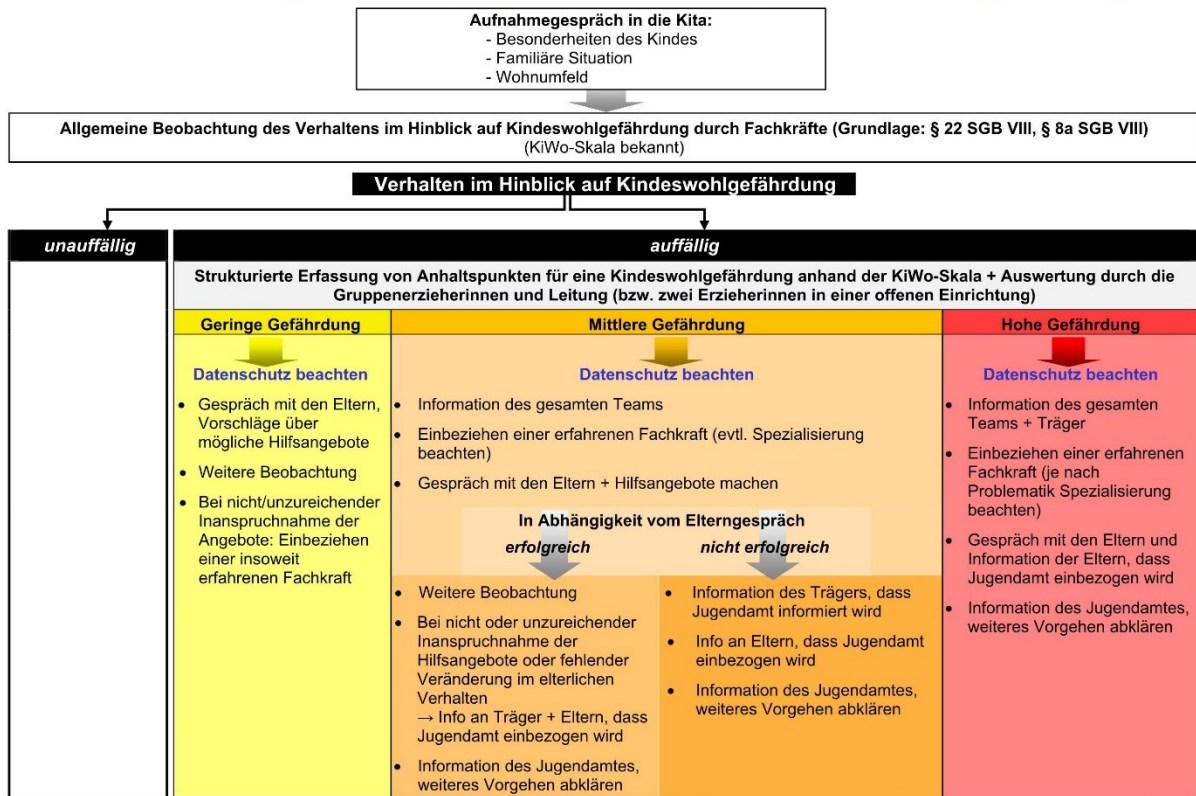 Aufnahmegespräch in die Kita:
- Besonderheiten des Kindes
- Familiäre Situation
- Wohnumfeld
Allgemeine Beobachtung des Verhaltens im Hinblick auf Kindeswohlgefährdung durch Fachkräfte (Grundlage: § 22 SGB VIII, § 8a SGB VIII)
(KiWo-Skala bekannt)
Verhalten im Hinblick auf Kindeswohlgefährdung
unauffällig
auffällig
Strukturierte Erfassung von Anhaltspunkten für eine Kindeswohlgefährdung anhand der KiWo-Skala + Auswertung durch die
Gruppenerzieherinnen und Leitung (bzw. zwei Erzieherinnen in einer offenen Einrichtung)
Geringe Gefährdung
Datenschutz beachten
• Gespräch mit den Eltern,
Vorschläge über
mögliche Hilfsangebote
• Weitere Beobachtung
• Bei nicht/unzureichender
Inanspruchnahme der
Angebote: Einbeziehen
einer insoweit
erfahrenen Fachkraft
Mittlere Gefährdung
Datenschutz beachten
• Information des gesamten Teams
• Einbeziehen einer erfahrenen Fachkraft (evtl. Spezialisierung
beachten)
• Gespräch mit den Eltern + Hilfsangebote machen
In Abhängigkeit vom Elterngespräch
erfolgreich
• Weitere Beobachtung
• Bei nicht oder unzureichender
Inanspruchnahme der
Hilfsangebote oder fehlender
Veränderung im elterlichen
Verhalten
→ Info an Träger + Eltern, dass
Jugendamt einbezogen wird
• Information des Jugendamtes,
weiteres Vorgehen abklären
nicht erfolgreich
• Information des Trägers, dass
Jugendamt informiert wird
• Info an Eltern, dass Jugendamt
einbezogen wird
• Information des Jugendamtes,
weiteres Vorgehen abklären
Hohe Gefährdung
Datenschutz beachten
• Information des gesamten
Teams + Träger
• Einbeziehen einer erfahrenen
Fachkraft (je nach
Problematik Spezialisierung
beachten)
• Gespräch mit den Eltern und
Information der Eltern, dass
Jugendamt einbezogen wird
• Information des Jugendamtes,
weiteres Vorgehen abklären